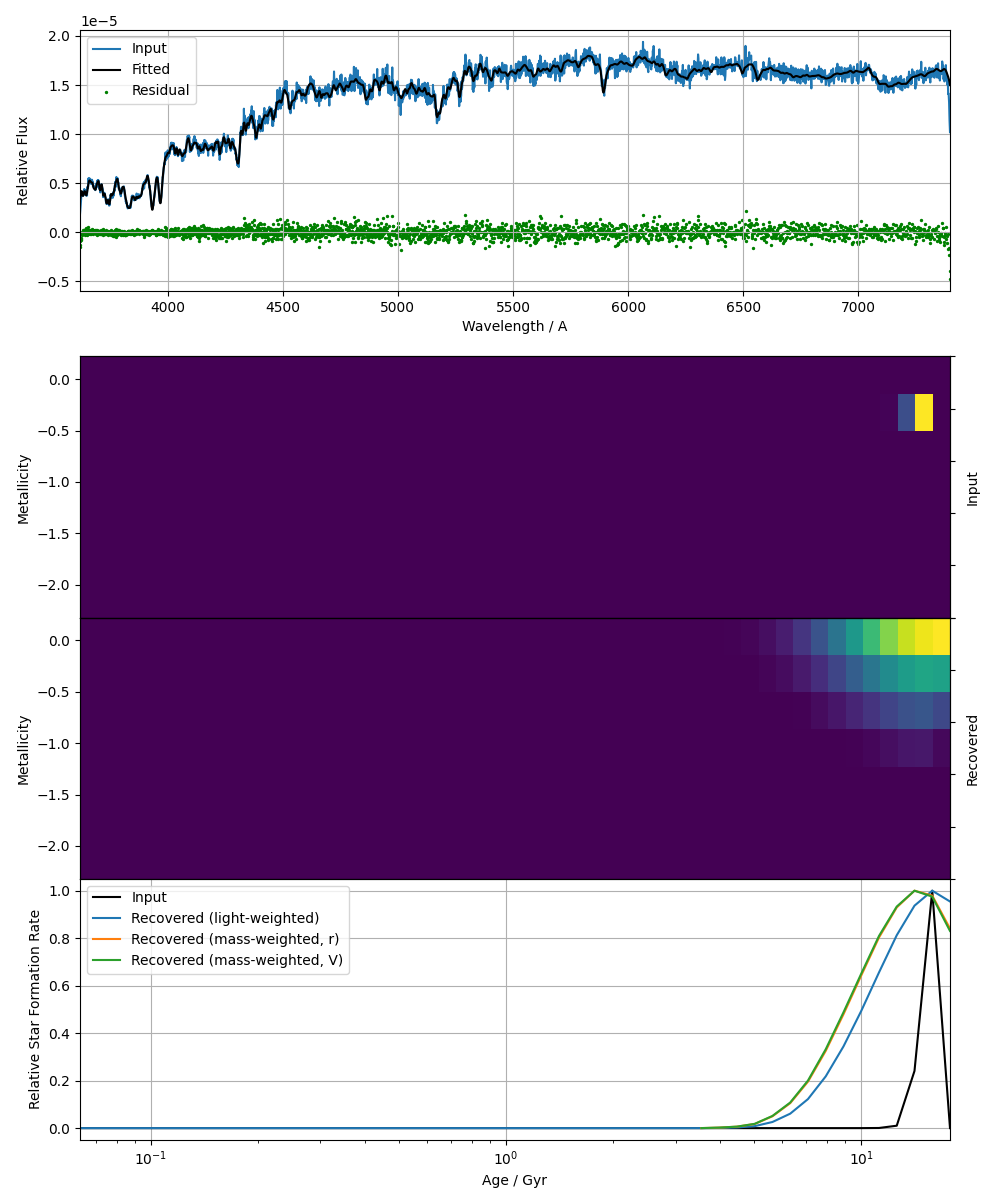 1e−5
2.0
1.5
1.0
0.5
0.0
−0.5
Relative Flux
Input
Fitted
Residual
4000 4500 5000 5500 6000 6500 7000
Wavelength / A
0.0
−0.5
−1.0
−1.5
−2.0
Metallicity
Input
0.0
−0.5
−1.0
−1.5
−2.0
Metallicity
Recovered
1.0
0.8
0.6
0.4
0.2
0.0
Relative Star Formation Rate
Input
Recovered (light-weighted)
Recovered (mass-weighted, r)
Recovered (mass-weighted, V)
10⁻¹ 10⁰ 10¹
Age / Gyr